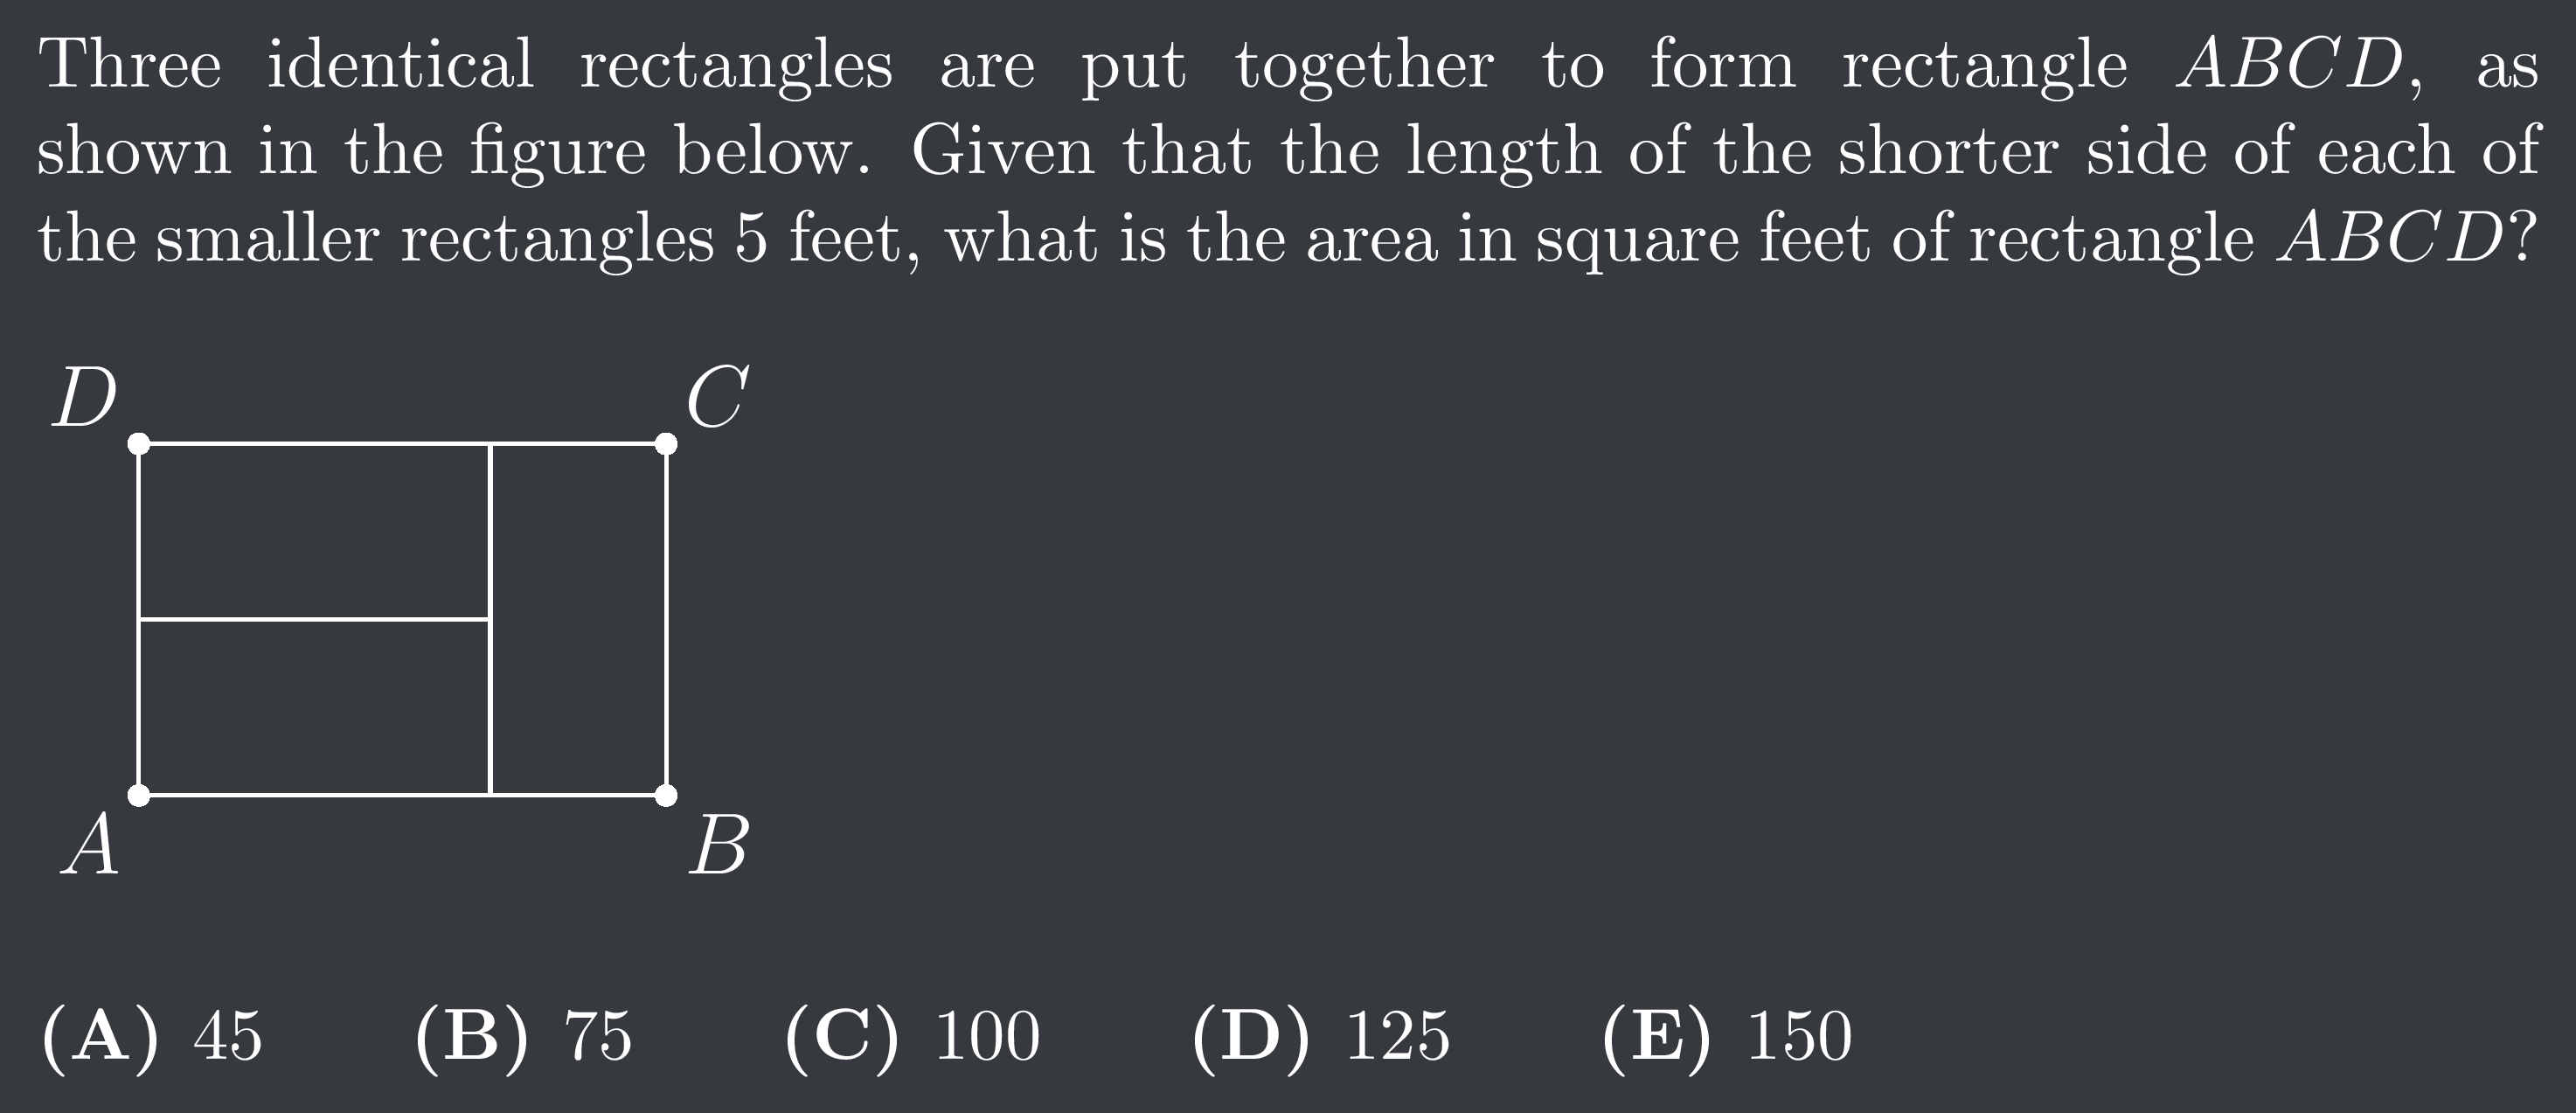 Three identical rectangles are put together to form rectangle ABCD, as
shown in the figure below. Given that the length of the shorter side of each of
the smaller rectangles 5 feet, what is the area in square feet of rectangle ABCD?
D C
A B
(A) 45 (B) 75 (C) 100 (D) 125 (E) 150